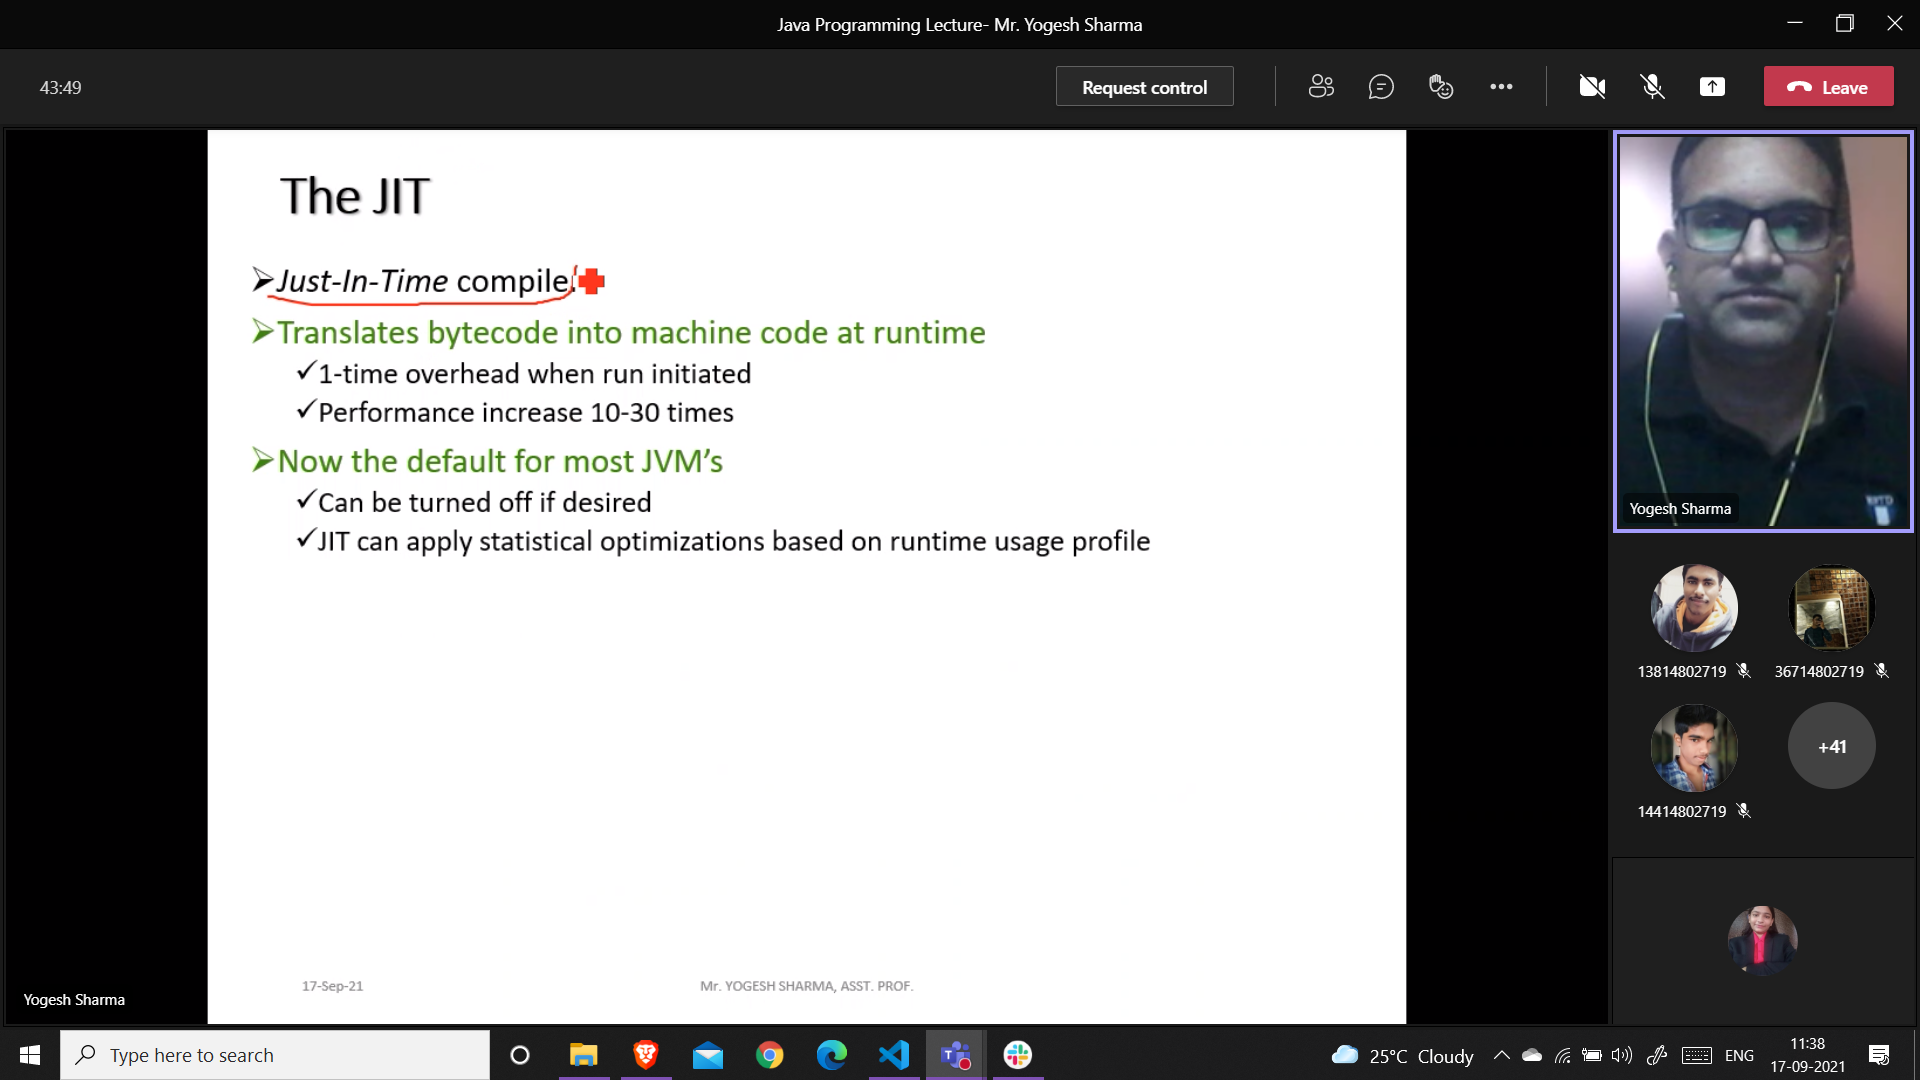 Java Programming Lecture- Mr. Yogesh Sharma
43:49
Request control
Leave
The JIT
➢Just-In-Time compile
➢Translates bytecode into machine code at runtime
✓1-time overhead when run initiated
✓Performance increase 10-30 times
➢Now the default for most JVM’s
✓Can be turned off if desired
✓JIT can apply statistical optimizations based on runtime usage profile
17-Sep-21
Mr. YOGESH SHARMA, ASST. PROF.
Yogesh Sharma
Yogesh Sharma
13814802719
36714802719
14414802719
+41
Type here to search
25°C Cloudy
ENG
11:38
17-09-2021